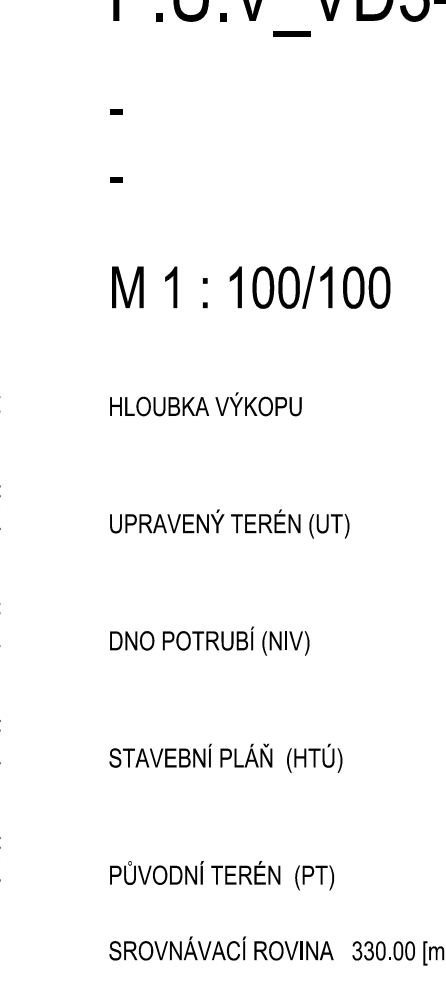 -
-
M 1 : 100/100
HLOUBKA VÝKOPU
UPRAVENÝ TERÉN (UT)
DNO POTRUBÍ (NIV)
STAVEBNÍ PLÁŇ (HTÚ)
PŮVODNÍ TERÉN (PT)
SROVNÁVACÍ ROVINA 330.00 [m